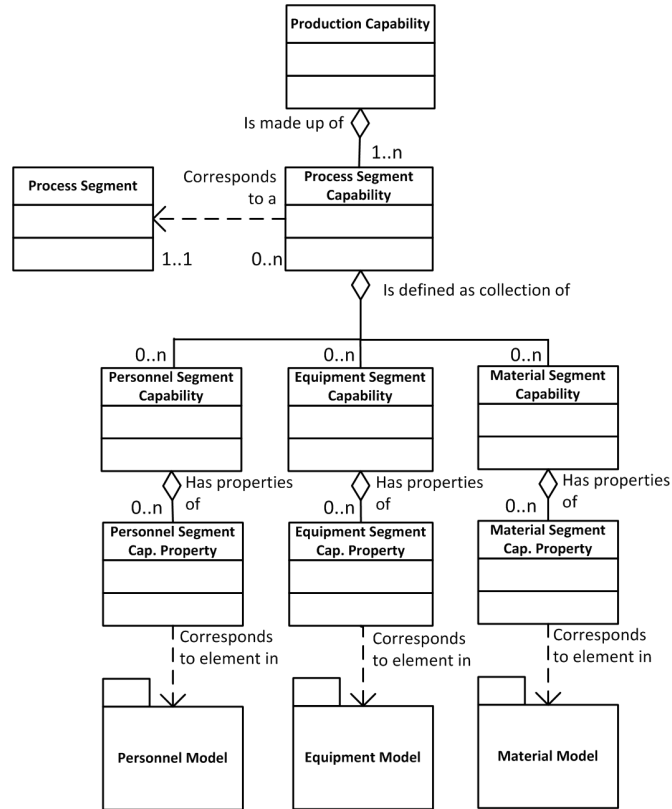 Production Capability
Is made up of
1..n
Process Segment
Corresponds
to a
Process Segment
Capability
1..1
0..n
Is defined as collection of
0..n
0..n
0..n
Personnel Segment
Capability
Equipment Segment
Capability
Material Segment
Capability
Has properties
of
Has properties
of
Has properties
of
0..n
0..n
0..n
Personnel Segment
Cap. Property
Equipment Segment
Cap. Property
Material Segment
Cap. Property
Corresponds
to element in
Corresponds
to element in
Corresponds
to element in
Personnel Model
Equipment Model
Material Model